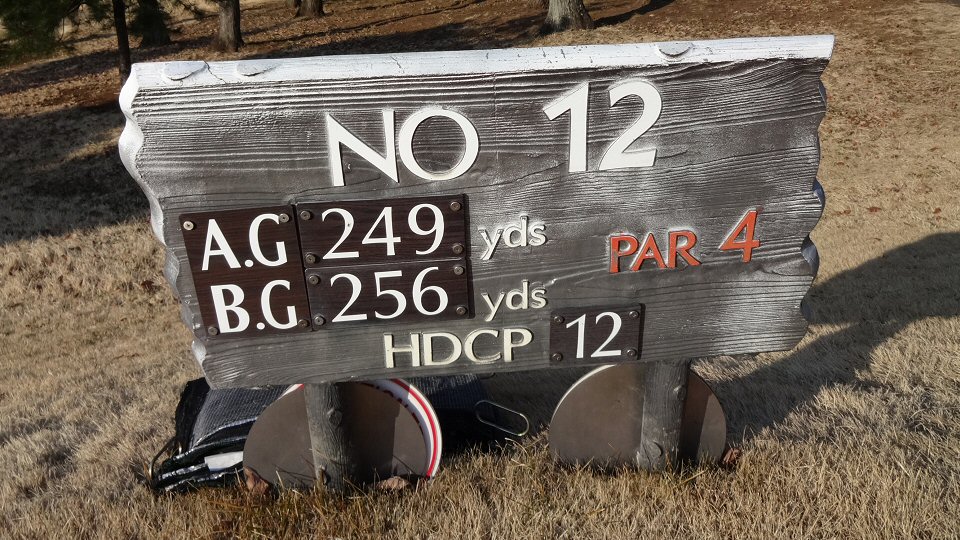 NO 12
A.G 249 yds PAR 4
B.G 256 yds
HDCP 12